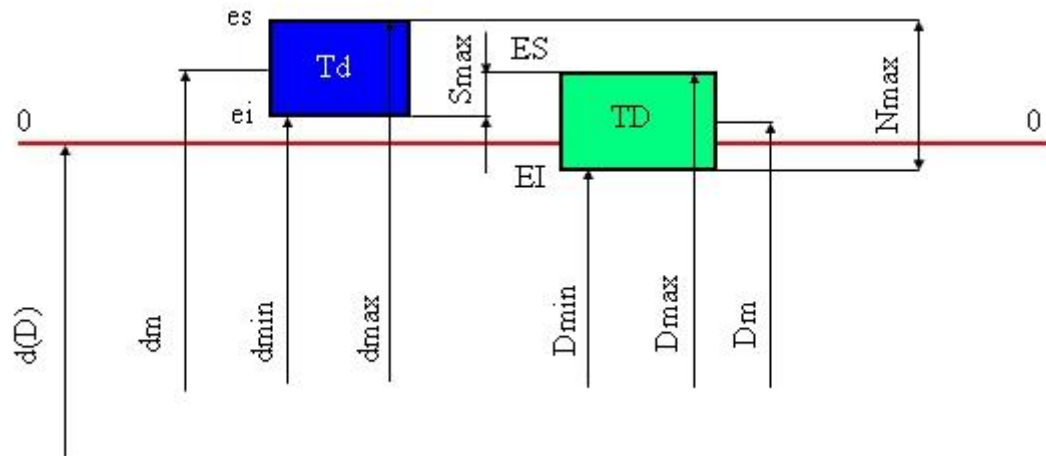 es
Td
ei
0
Smax
ES
TD
EI
Nmax
0
d(D)
dm
dmin
dmax
Dmin
Dmax
Dm